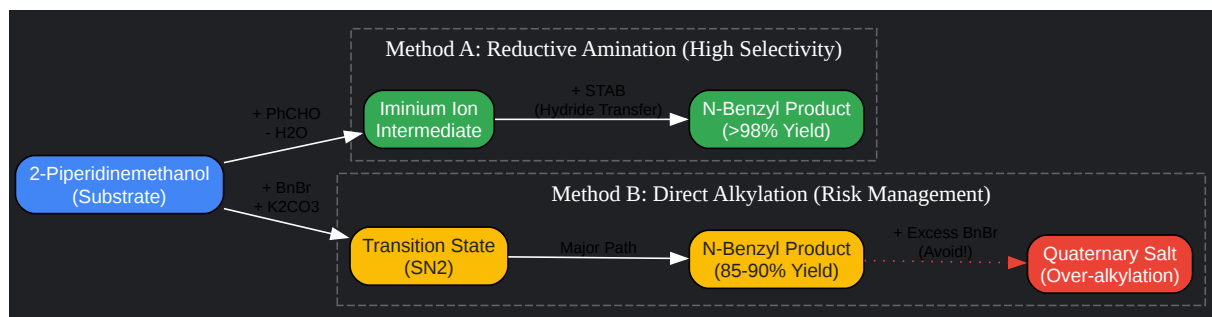 Method A: Reductive Amination (High Selectivity)
+ PhCHO
- H2O
Iminium Ion
Intermediate
+ STAB
(Hydride Transfer)
N-Benzyl Product
(>98% Yield)
2-Piperidinemethanol
(Substrate)
+ BnBr
+ K2CO3
Method B: Direct Alkylation (Risk Management)
Transition State
(SN2)
Major Path
N-Benzyl Product
(85-90% Yield)
+ Excess BnBr
(Avoid!)
Quaternary Salt
(Over-alkylation)